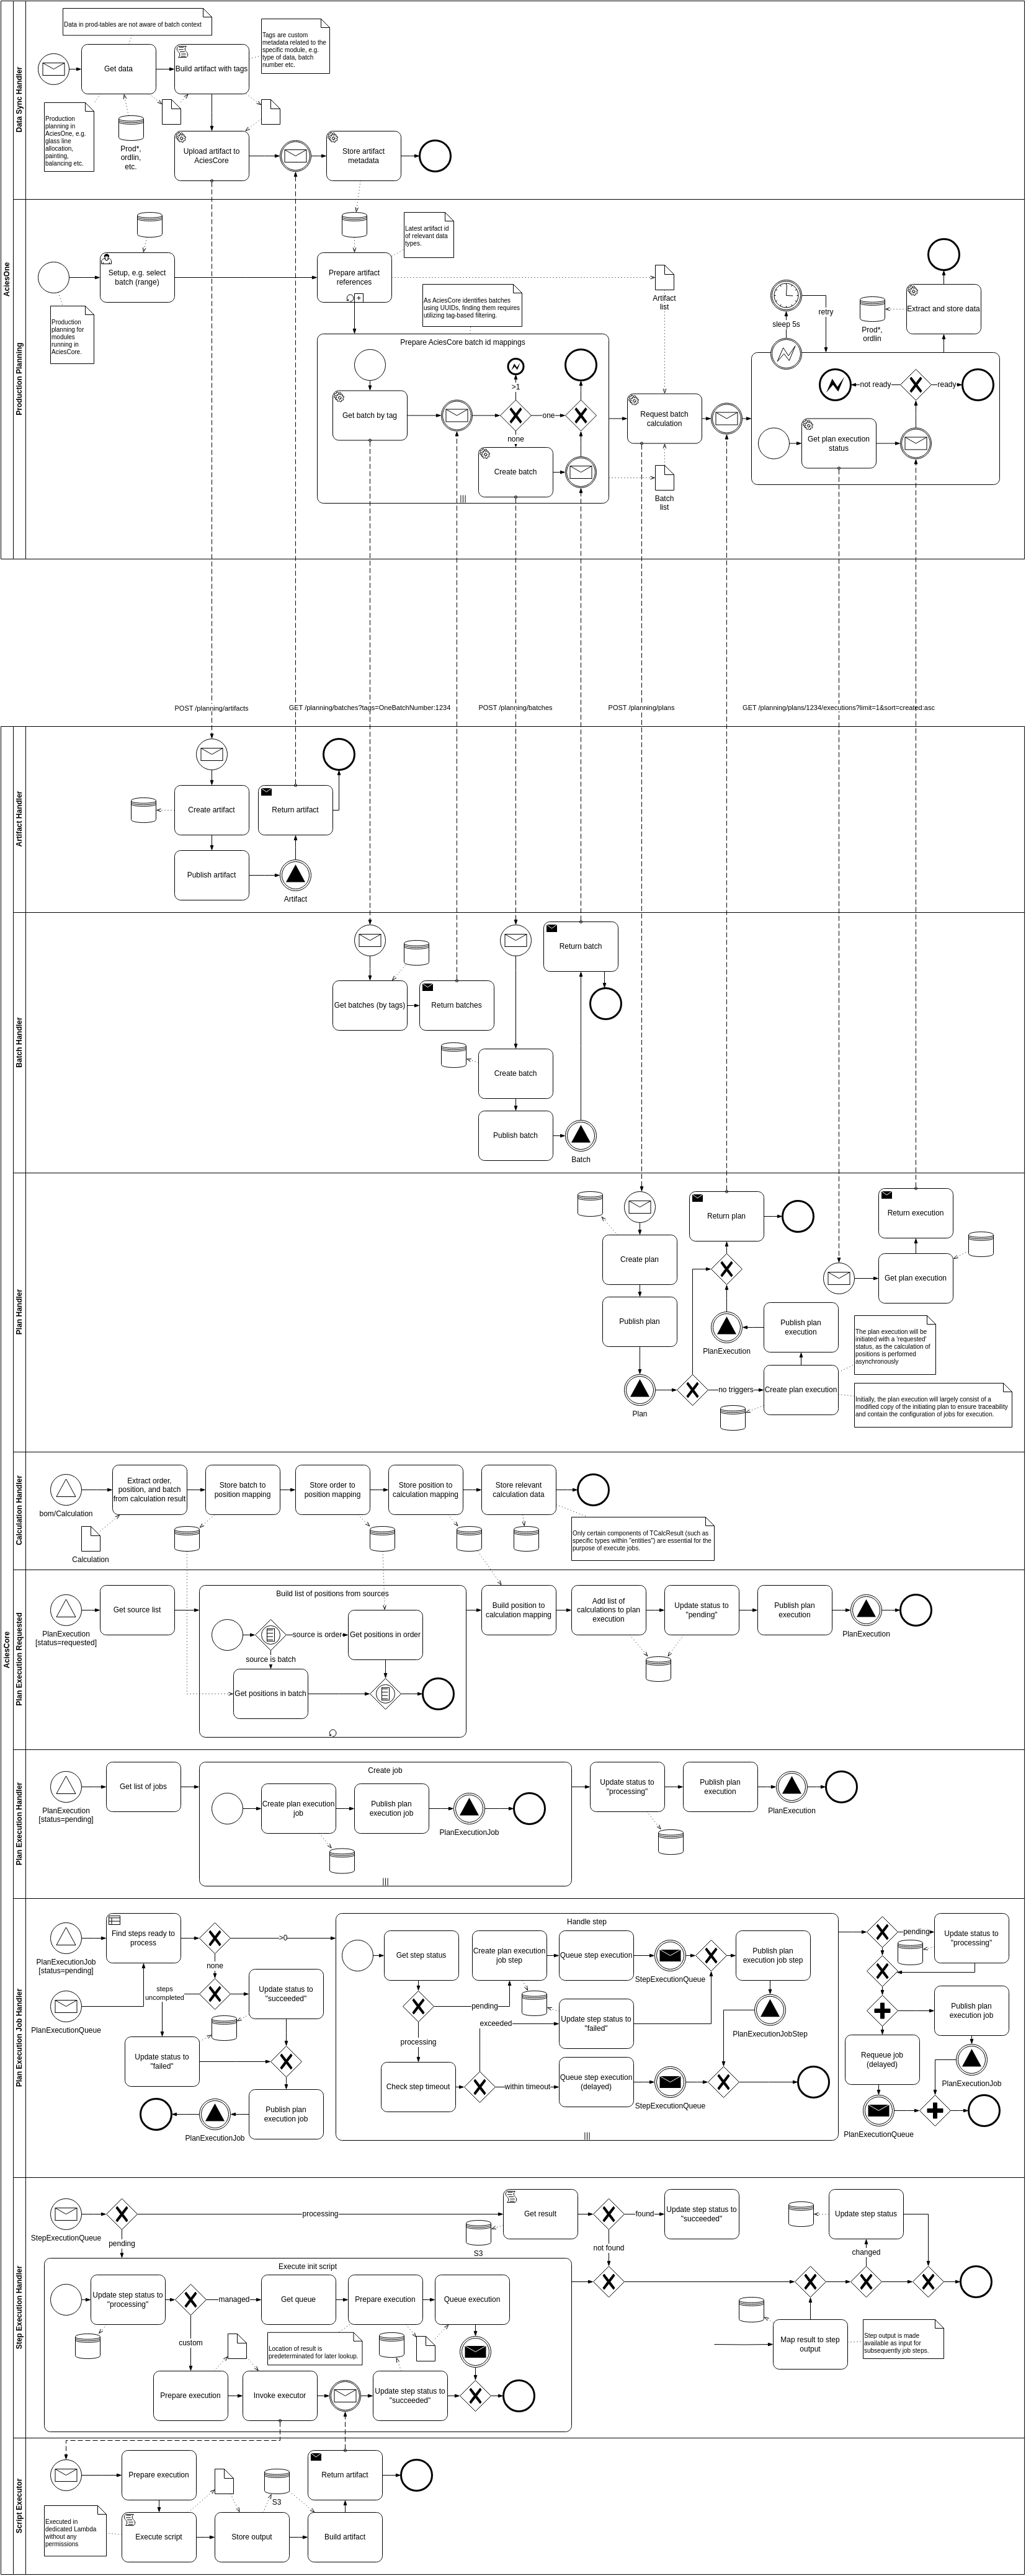 AciesOne
Data Sync Handler
Data in prod-tables are not aware of batch context
Get data
Build artifact with tags
Tags are custom
metadata related to the
specific module, e.g.
type of data, batch
number etc.
Production
planning in
AciesOne, e.g.
glass line
allocation,
painting,
balancing etc.
Prod*,
ordlin,
etc.
Upload artifact to
AciesCore
Store artifact
metadata
Production Planning
Setup, e.g. select
batch (range)
Production
planning for
modules
running in
AciesCore.
Prepare artifact
references
Latest artifact id
of relevant data
types.
As AciesCore identifies batches
using UUIDs, finding them requires
utilizing tag-based filtering.
Artifact
list
Prepare AciesCore batch id mappings
Get batch by tag
>1
one
none
Create batch
Request batch
calculation
Batch
list
sleep 5s
retry
Prod*,
ordlin
Extract and store data
not ready
ready
Get plan execution
status
POST /planning/artifacts
GET /planning/batches?tags=OneBatchNumber:1234
POST /planning/batches
POST /planning/plans
GET /planning/plans/1234/executions?limit=1&sort=created:asc
AciesCore
Artifact Handler
Create artifact
Return artifact
Publish artifact
Artifact
Batch Handler
Return batch
Get batches (by tags)
Return batches
Create batch
Publish batch
Batch
Plan Handler
Return plan
Return execution
Create plan
Get plan execution
Publish plan
Publish plan
execution
PlanExecution
The plan execution will be
initiated with a 'requested'
status, as the calculation of
positions is performed
asynchronously
Plan
no triggers
Create plan execution
Initially, the plan execution will largely consist of a
modified copy of the initiating plan to ensure traceability
and contain the configuration of jobs for execution.
Calculation Handler
bom/Calculation
Extract order,
position, and batch
from calculation result
Store batch to
position mapping
Store order to
position mapping
Store position to
calculation mapping
Store relevant
calculation data
Calculation
Only certain components of TCalcResult (such as
specific types within "entities") are essential for the
purpose of execute jobs.
Plan Execution Requested
PlanExecution
[status=requested]
Get source list
Build list of positions from sources
source is order
Get positions in order
source is batch
Get positions in batch
Build position to
calculation mapping
Add list of
calculations to plan
execution
Update status to
"pending"
Publish plan
execution
PlanExecution
Plan Execution Handler
PlanExecution
[status=pending]
Get list of jobs
Create job
Create plan execution
job
Publish plan
execution job
PlanExecutionJob
Update status to
"processing"
Publish plan
execution
PlanExecution
Plan Execution Job Handler
PlanExecutionJob
[status=pending]
PlanExecutionQueue
Find steps ready to
process
>0
none
steps
uncompleted
Update status to
"succeeded"
Update status to
"failed"
Publish plan
execution job
PlanExecutionJob
Handle step
Get step status
Create plan execution
job step
Queue step execution
StepExecutionQueue
Publish plan
execution job step
pending
exceeded
Update step status to
"failed"
PlanExecutionJobStep
processing
Check step timeout
within timeout
Queue step execution
(delayed)
StepExecutionQueue
pending
Update status to
"processing"
Publish plan
execution job
Requeue job
(delayed)
PlanExecutionJob
PlanExecutionQueue
Step Execution Handler
StepExecutionQueue
pending
processing
Get result
S3
found
Update step status to
"succeeded"
not found
Update step status
changed
Execute init script
Update step status to
"processing"
managed
Get queue
Prepare execution
Queue execution
custom
Location of result is
predeterminated for later lookup.
Prepare execution
Invoke executor
Update step status to
"succeeded"
Map result to step
output
Step output is made
available as input for
subsequently job steps.
Script Executor
Prepare execution
S3
Return artifact
Executed in
dedicated Lambda
without any
permissions
Execute script
Store output
Build artifact